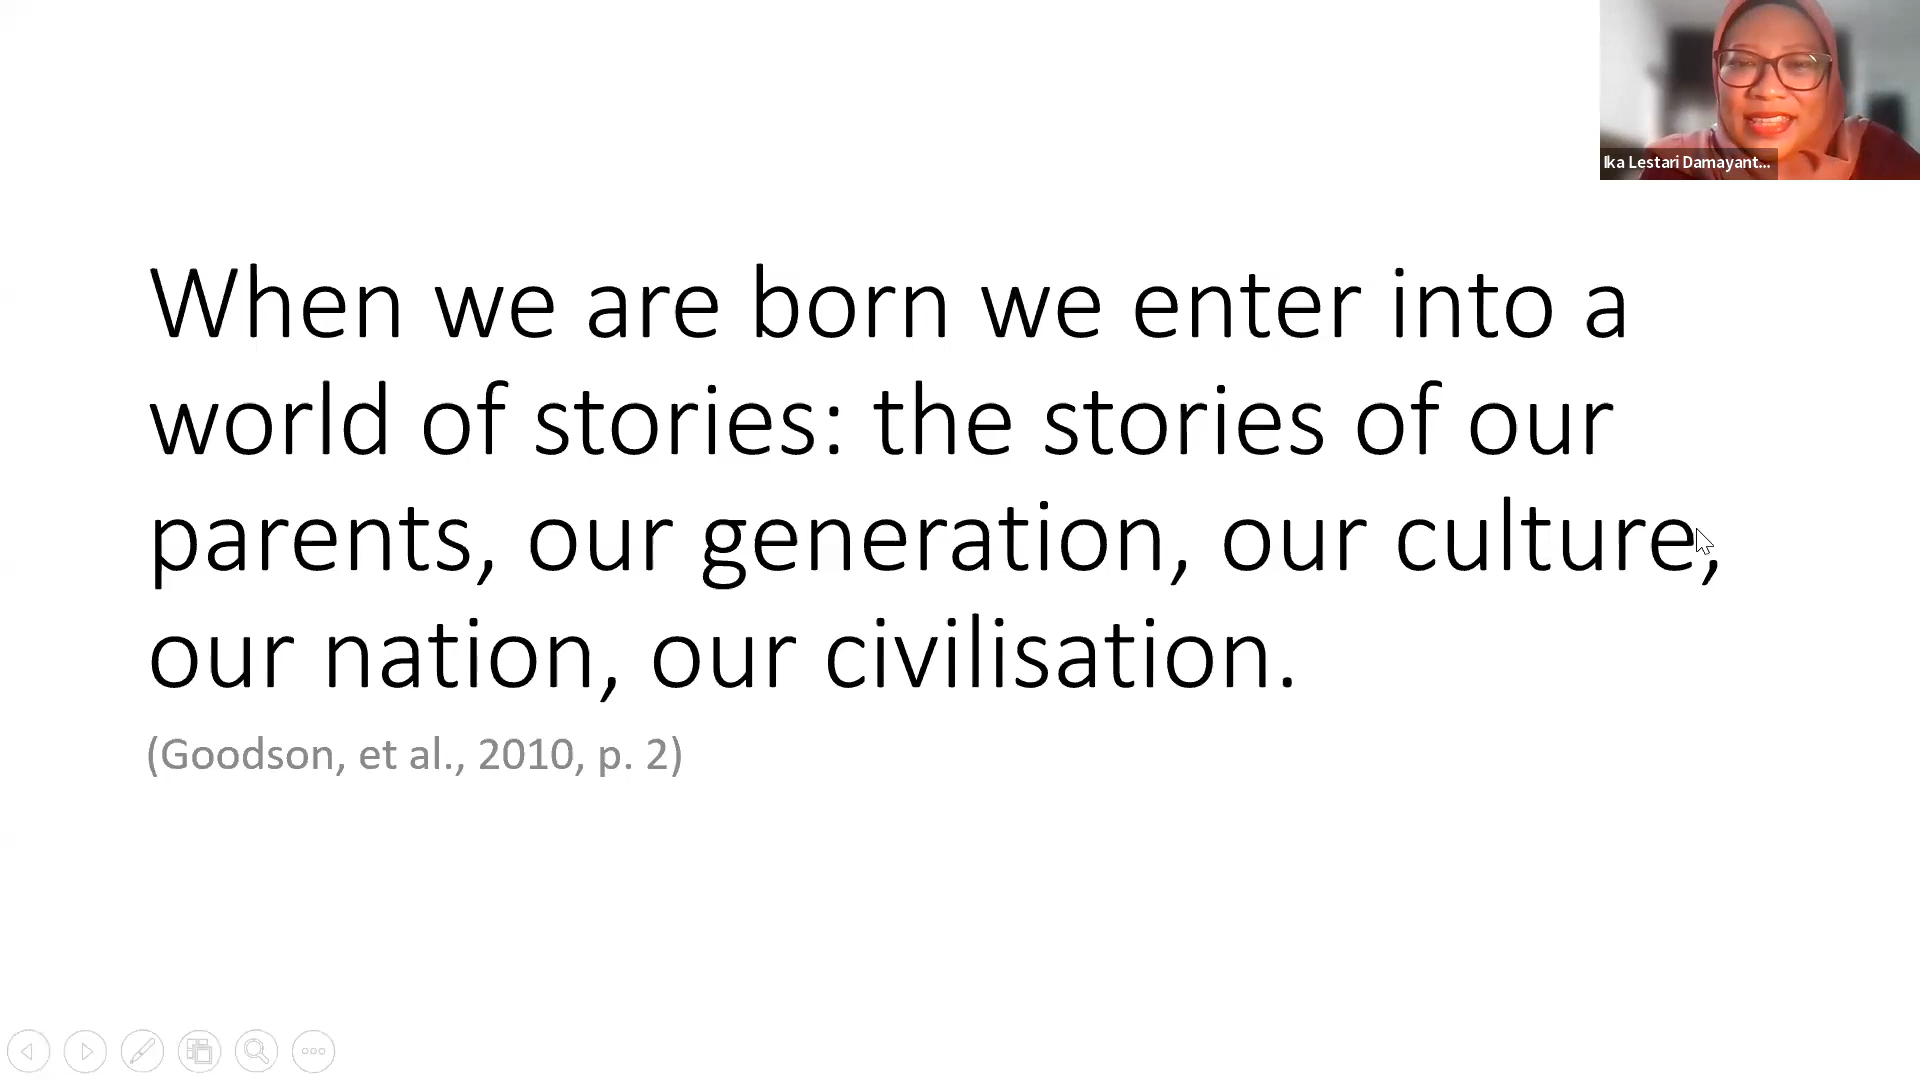 Ika Lestari Damayant...
When we are born we enter into a
world of stories: the stories of our
parents, our generation, our culture,
our nation, our civilisation.
(Goodson, et al., 2010, p. 2)